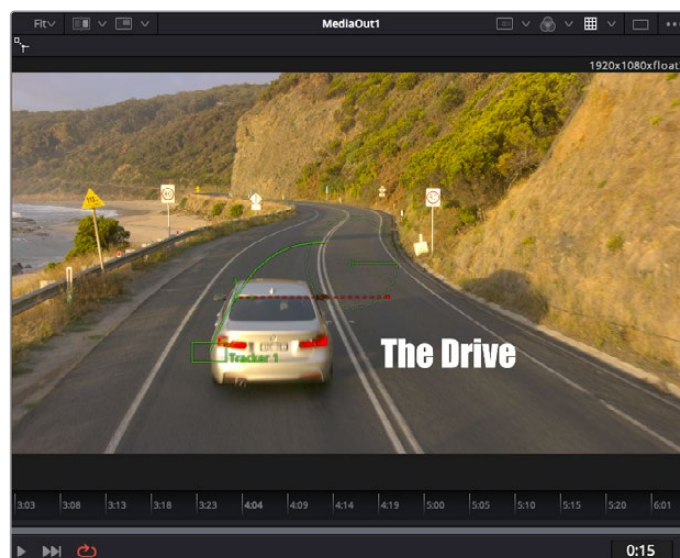 Fit MediaOut1
1920x1080xfloat
Tracker 1
The Drive
3:03 3:08 3:13 3:18 3:23 4:04 4:09 4:14 4:19 5:00 5:05 5:10 5:15 5:20 6:01
0:15